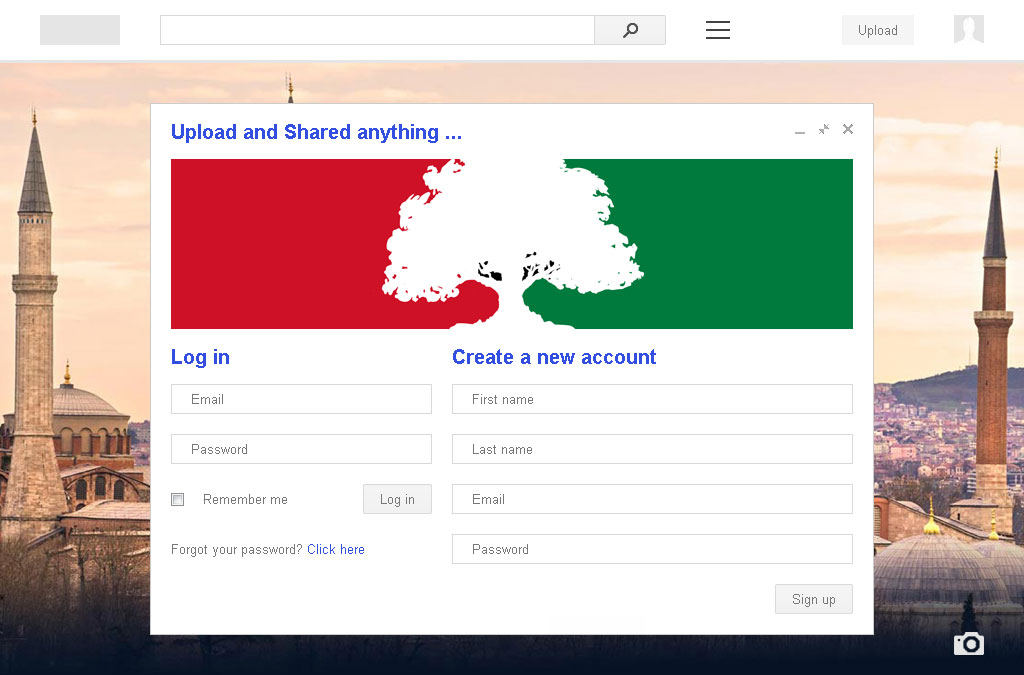 Upload
Upload and Shared anything ...
Log in
Create a new account
Email
First name
Password
Last name
Remember me
Log in
Email
Forgot your password? Click here
Password
Sign up